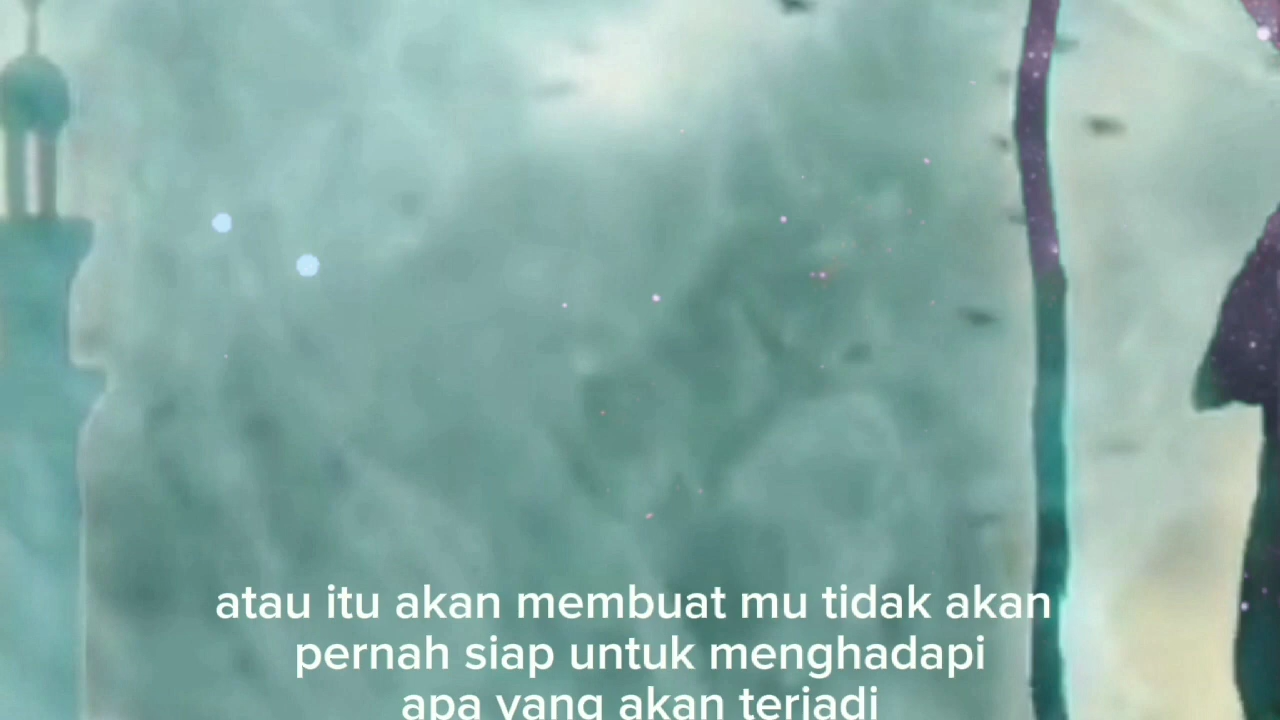 atau itu akan membuat mu tidak akan
pernah siap untuk menghadapi
apa yang akan terjadi